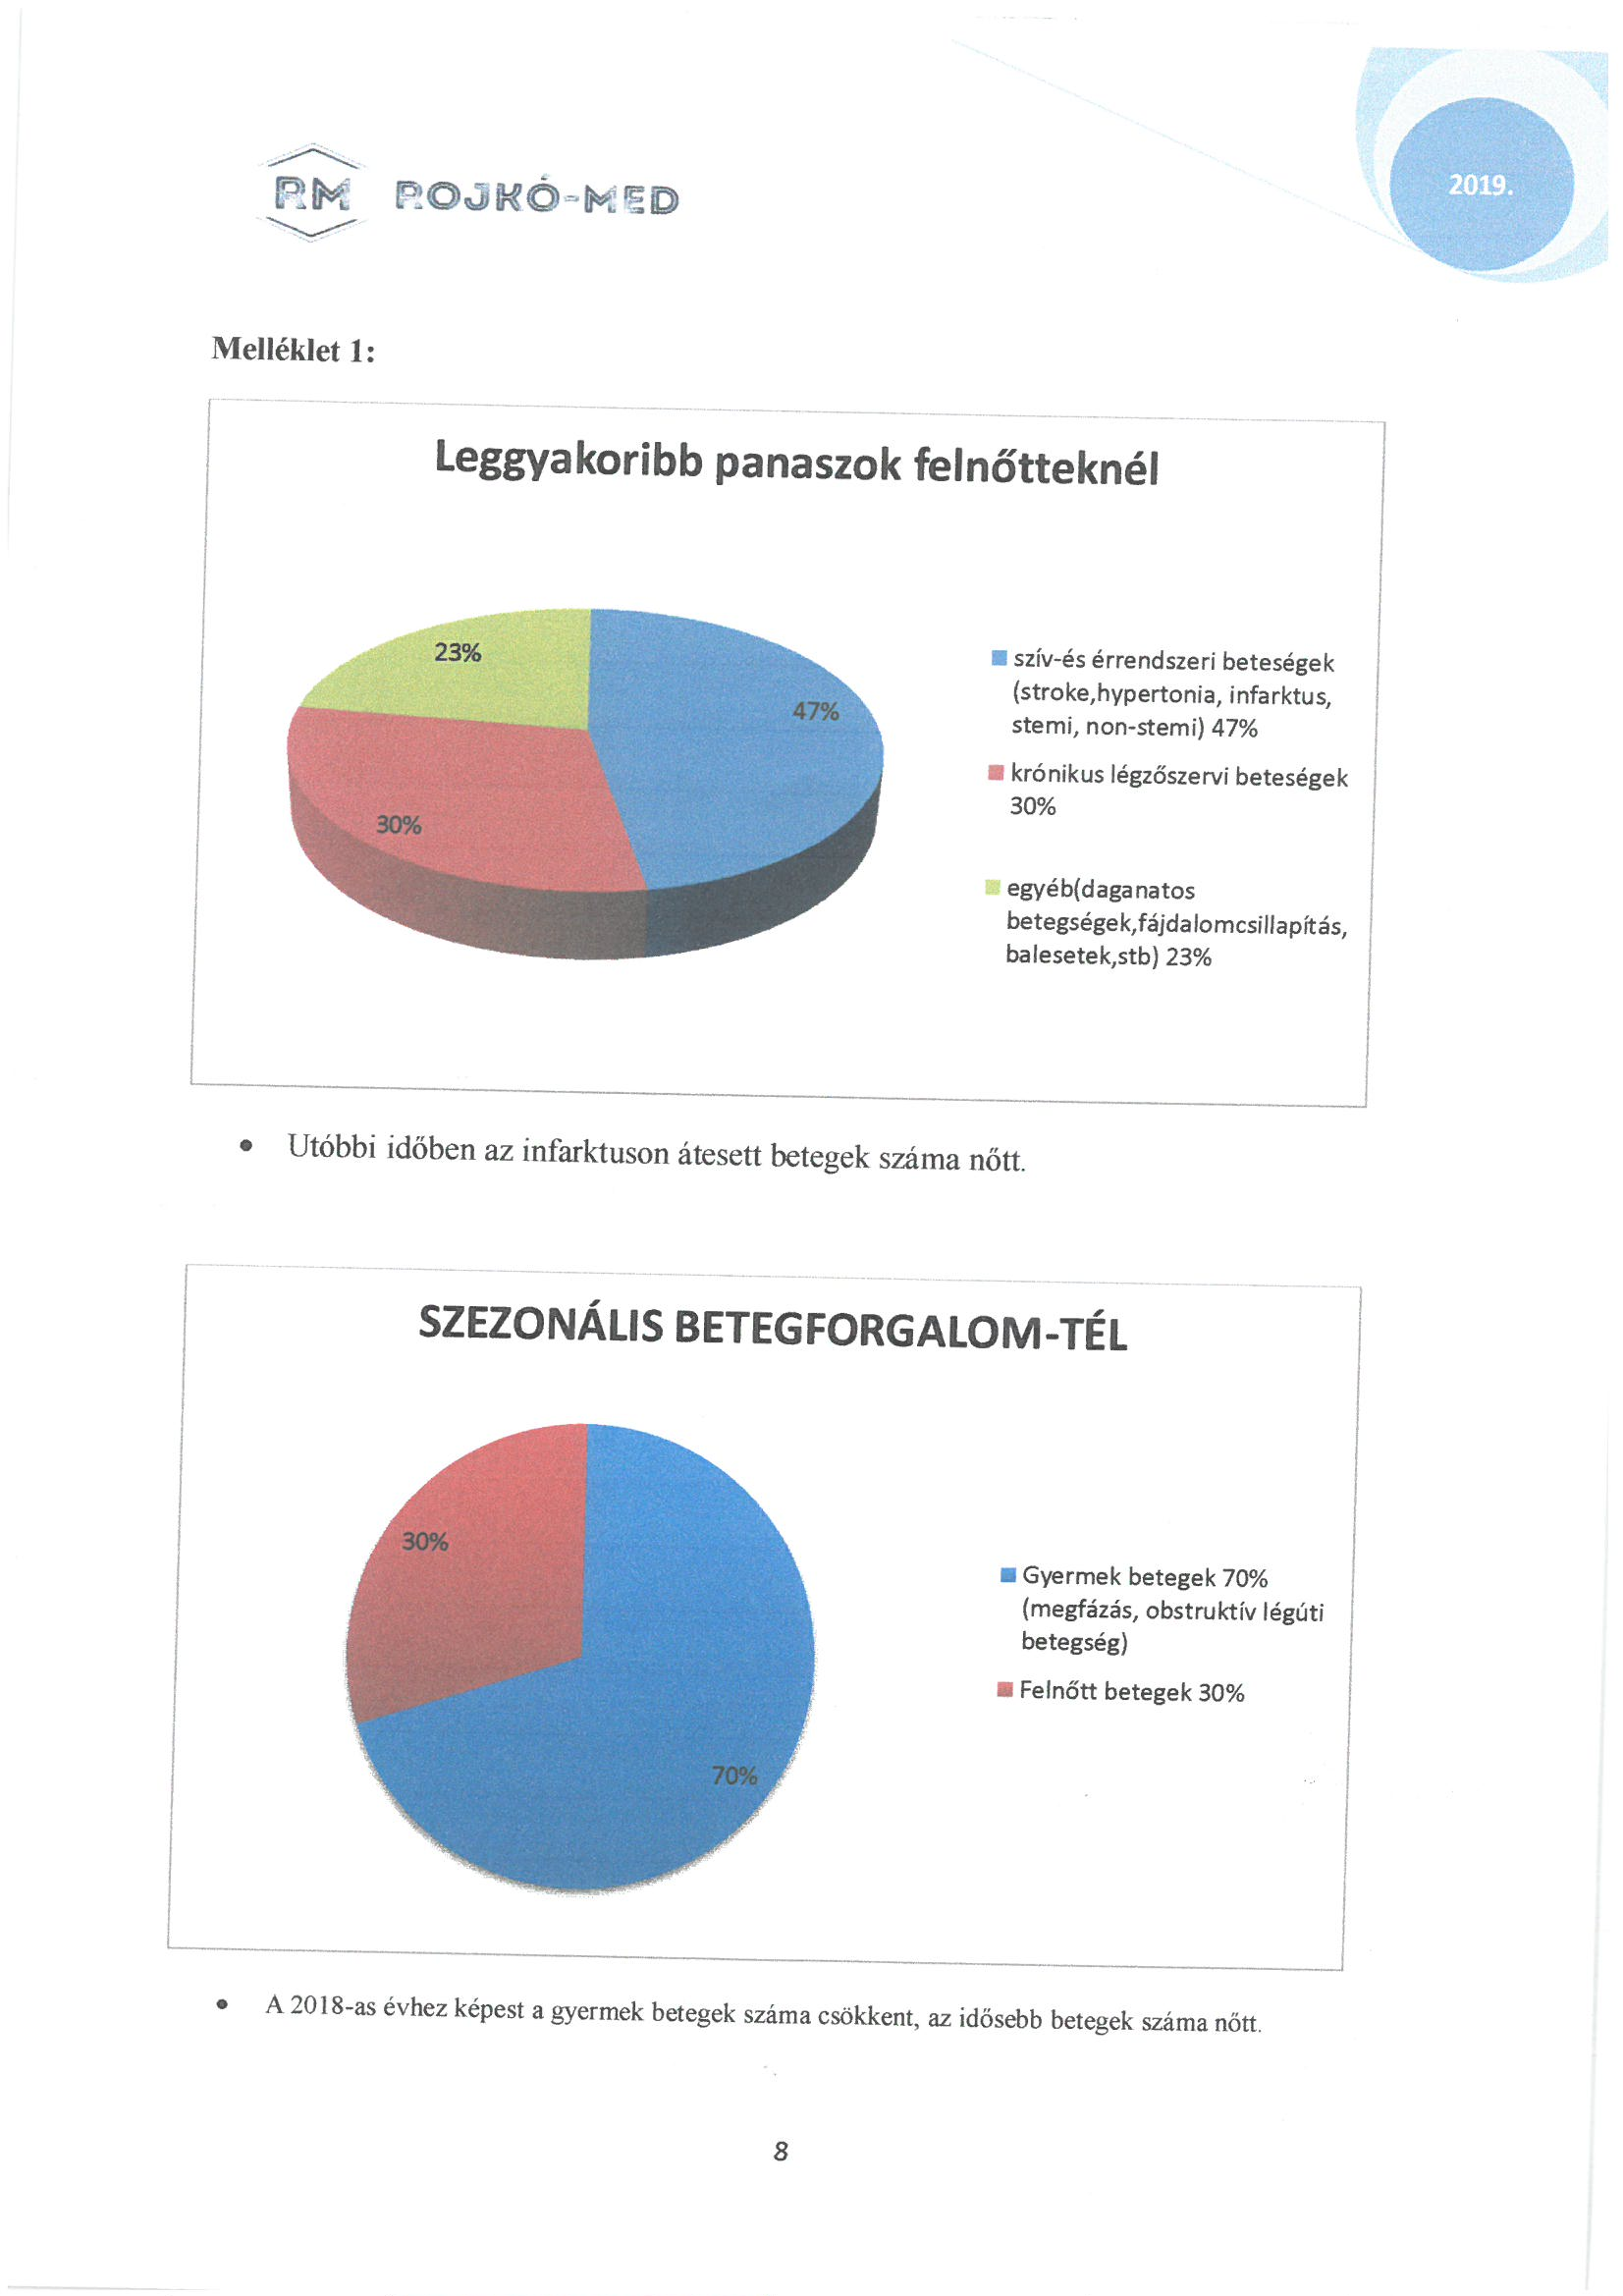 RM ROJKÓ-MED
2019.
Melléklet 1:
Leggyakoribb panaszok felnőtteknél
23%
47%
30%
szív-és érrendszeri beteségek
(stroke,hypertonia, infarktus,
stemi, non-stemi) 47%
krónikus légzőszervi beteségek
30%
egyéb(daganatos
betegségek,fájdalomcsillapítás,
balesetek,stb) 23%
• Utóbbi időben az infarktuson átesett betegek száma nőtt.
SZEZONÁLIS BETEGFORGALOM-TÉL
30%
70%
Gyermek betegek 70%
(megfázás, obstruktív légúti
betegség)
Felnőtt betegek 30%
• A 2018-as évhez képest a gyermek betegek száma csökkent, az idősebb betegek száma nőtt.
8